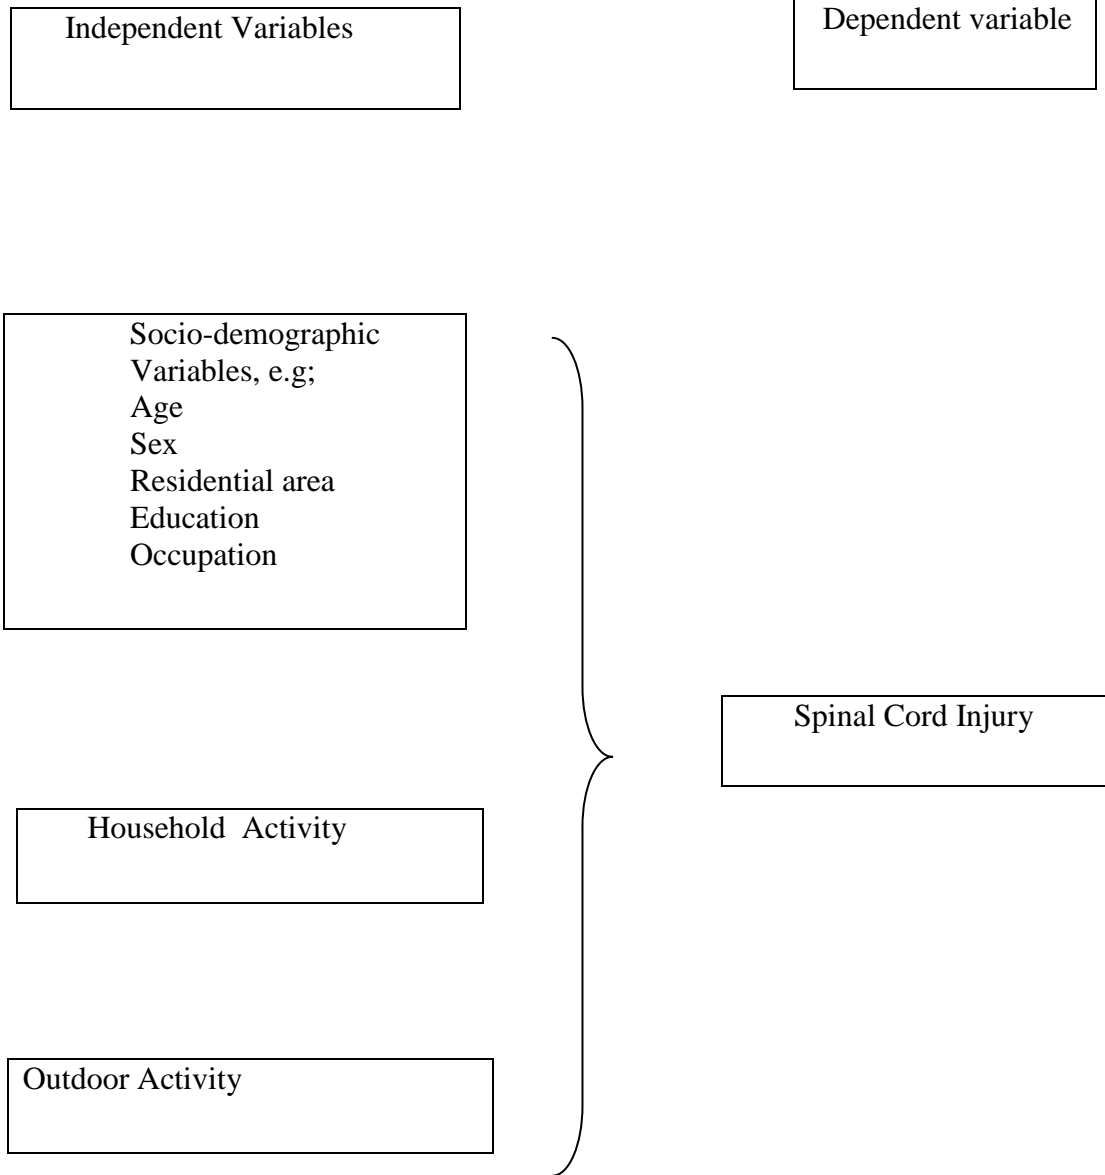 Independent Variables
Dependent variable
Socio-demographic
Variables, e.g;
Age
Sex
Residential area
Education
Occupation
Spinal Cord Injury
Household Activity
Outdoor Activity